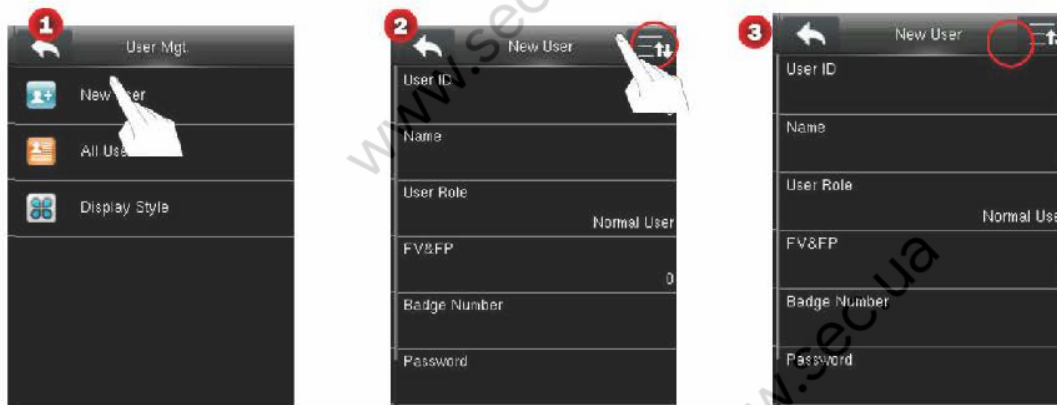 1
User Mgt.
New User
All Use
Display Style
2
New User
User ID
Name
User Role
Normal User
FV&FP
0
Badge Number
Password
3
New User
User ID
Name
User Role
Normal Use
FV&FP
Badge Number
Password
www.sec
w.sec.ua